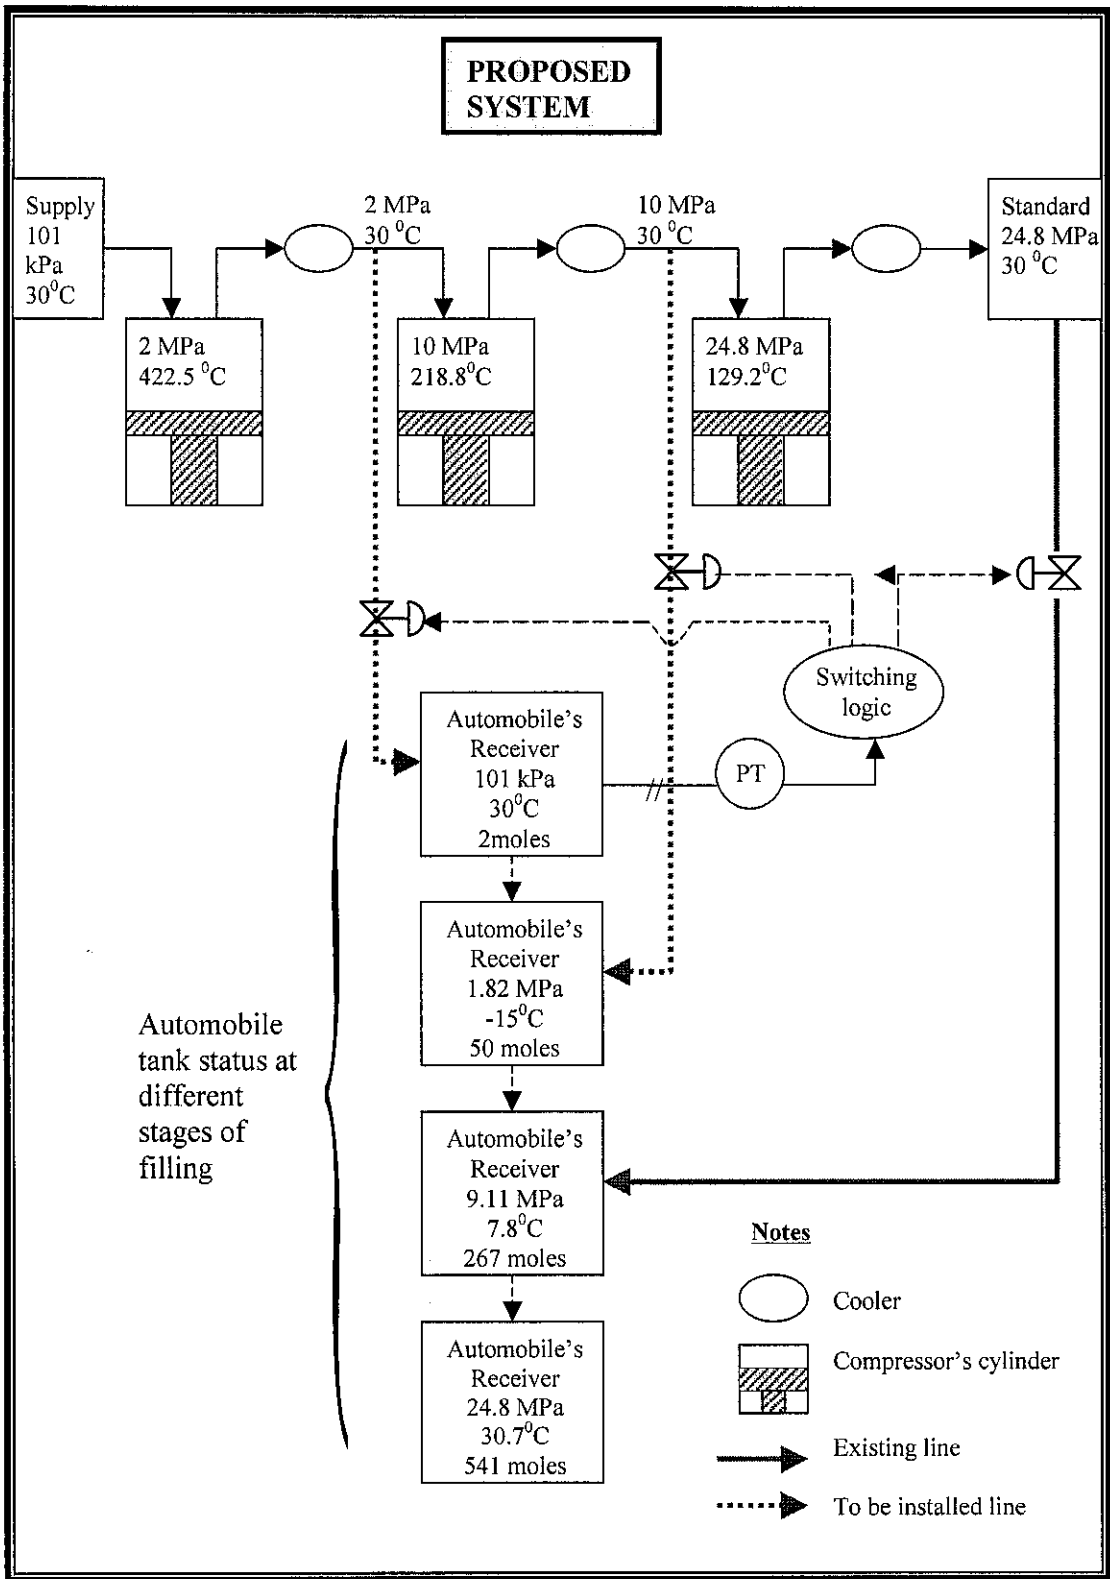 PROPOSED
SYSTEM
Supply
101
kPa
30⁰C
2 MPa
30 ⁰C
10 MPa
30 ⁰C
Standard
24.8 MPa
30 ⁰C
2 MPa
422.5 ⁰C
10 MPa
218.8⁰C
24.8 MPa
129.2⁰C
Switching
logic
PT
Automobile's
Receiver
101 kPa
30⁰C
2moles
Automobile's
Receiver
1.82 MPa
-15⁰C
50 moles
Automobile
tank status at
different
stages of
filling
Automobile's
Receiver
9.11 MPa
7.8⁰C
267 moles
Automobile's
Receiver
24.8 MPa
30.7⁰C
541 moles
Notes
Cooler
Compressor's cylinder
Existing line
To be installed line